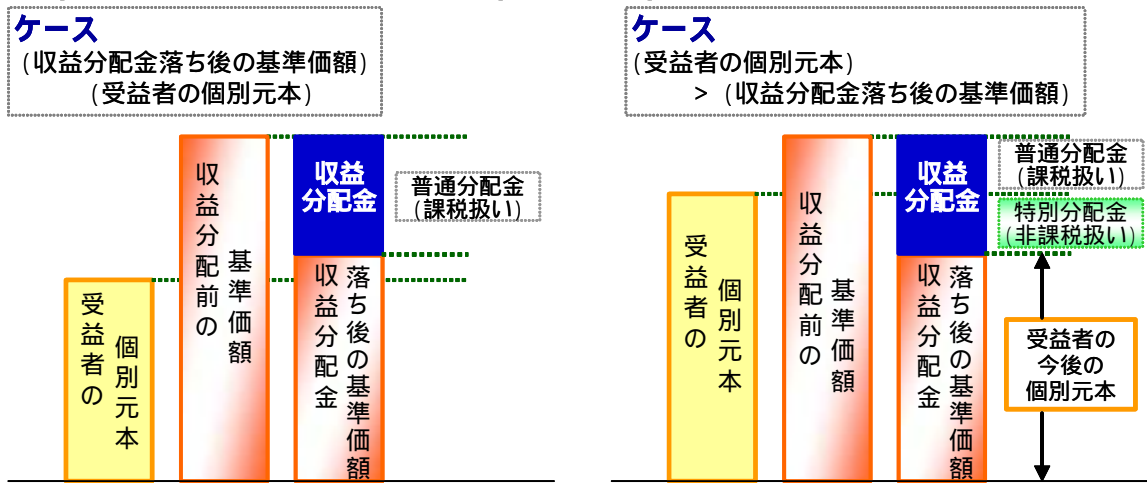 ケース
(収益分配金落ち後の基準価額)
(受益者の個別元本)
収益
分配金
普通分配金
(課税扱い)
受益者の
個別元本
収益分配前の
基準価額
収益分配金
落ち後の基準価額
ケース
(受益者の個別元本)
> (収益分配金落ち後の基準価額)
収益
分配金
普通分配金
(課税扱い)
特別分配金
(非課税扱い)
受益者の
個別元本
収益分配前の
基準価額
収益分配金
落ち後の基準価額
受益者の
今後の
個別元本